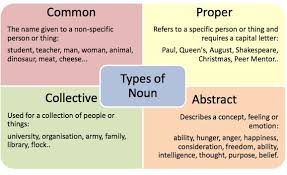 Common
The name given to a non-specific
person or thing:
student, teacher, man, woman, animal,
dinosaur, meat, cheese...
Proper
Refers to a specific person or thing and
requires a capital letter:
Paul, Queen's, August, Shakespeare,
Christmas, Peer Mentor..
Types of
Noun
Collective
Used for a collection of people or
things:
university, organisation, army, family,
library, flock..
Abstract
Describes a concept, feeling or
emotion:
ability, hunger, anger, happiness,
consideration, freedom, ability,
intelligence, thought, purpose, belief.